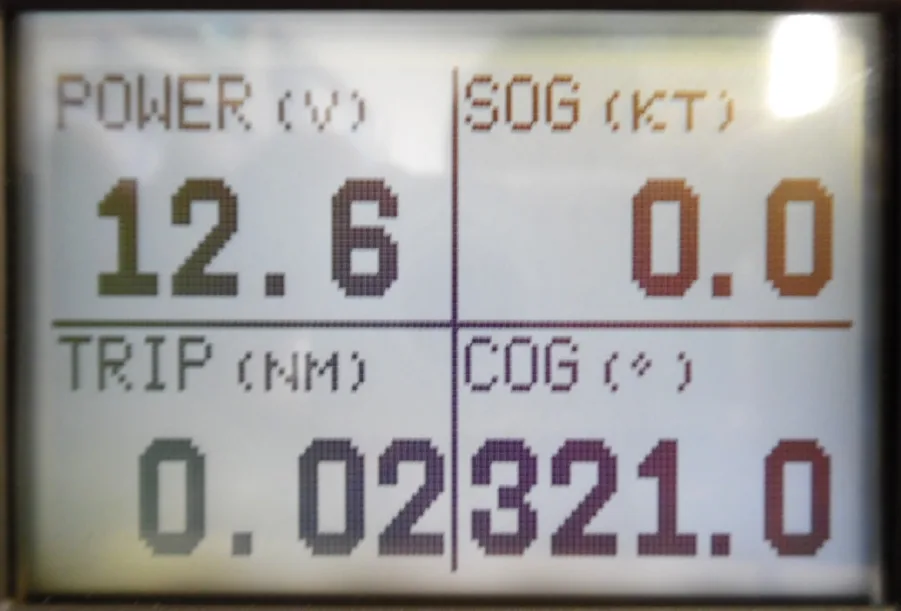 POWER (V) SOG (KT)
12.6 0.0
TRIP (NM) COG (°)
0.02 321.0